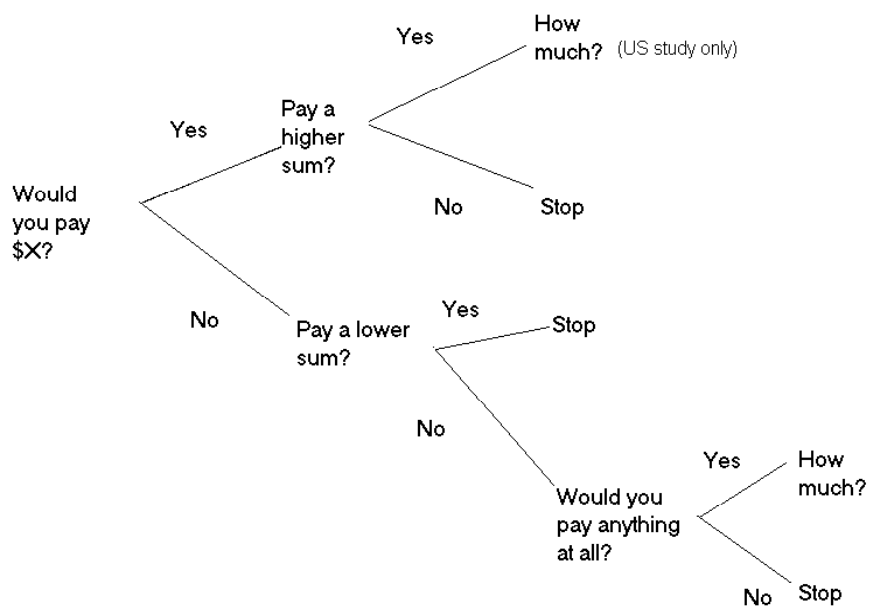 Yes
How
much? (US study only)
Pay a
higher
sum?
Yes
Would
you pay
$X?
No
Stop
No
Pay a lower
sum?
Yes
Stop
No
Would you
pay anything
at all?
Yes
How
much?
No
Stop